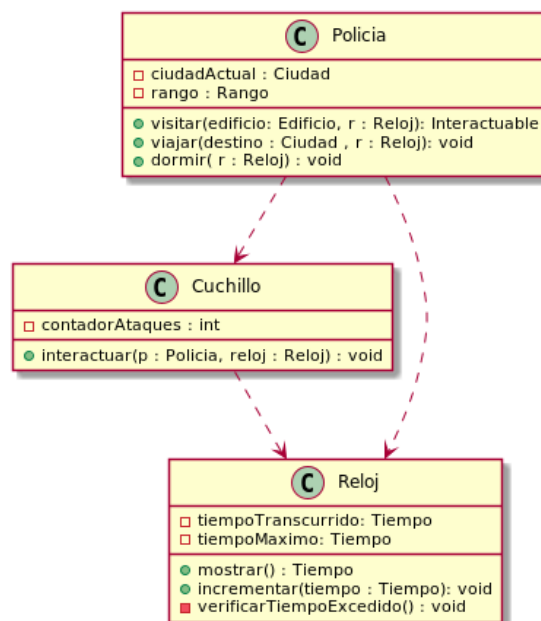 C Policia
ciudadActual : Ciudad
rango : Rango
visitar(edificio: Edificio, r : Reloj): Interactuable
viajar(destino : Ciudad , r : Reloj): void
dormir( r : Reloj) : void
C Cuchillo
contadorAtaques : int
interactuar(p : Policia, reloj : Reloj) : void
C Reloj
tiempoTranscurrido: Tiempo
tiempoMaximo: Tiempo
mostrar() : Tiempo
incrementar(tiempo : Tiempo): void
verificarTiempoExcedido() : void